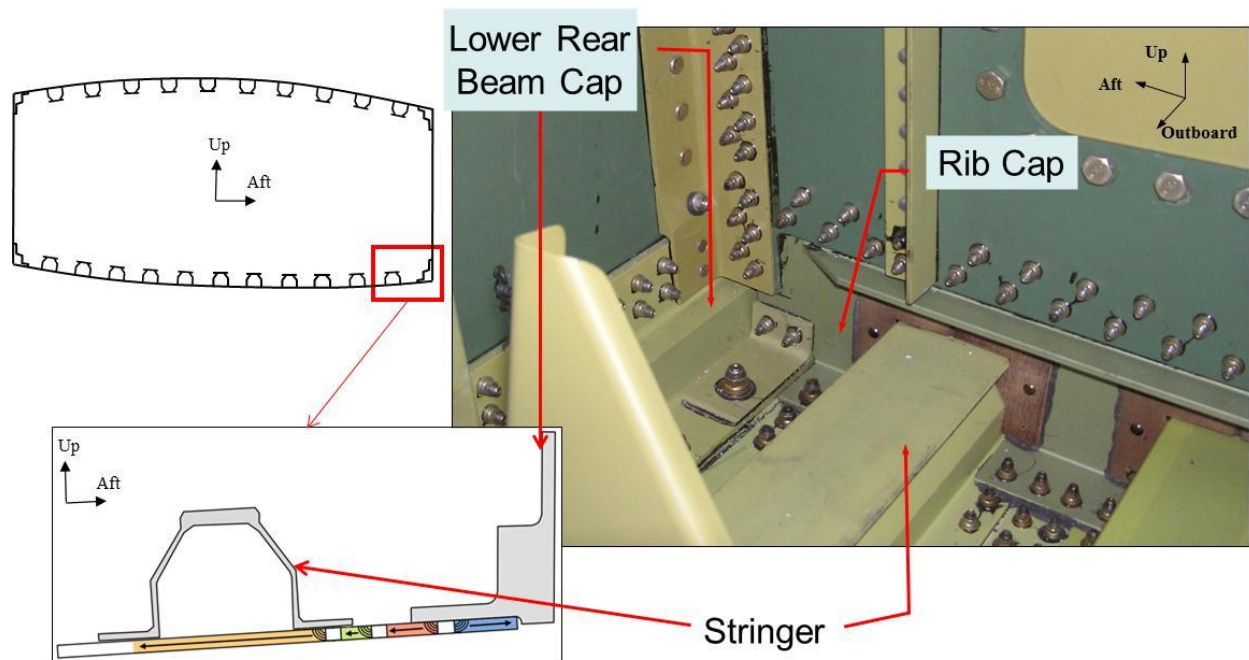 Lower Rear
Beam Cap
Up
Aft
Outboard
Rib Cap
Up
Aft
Up
Aft
Stringer